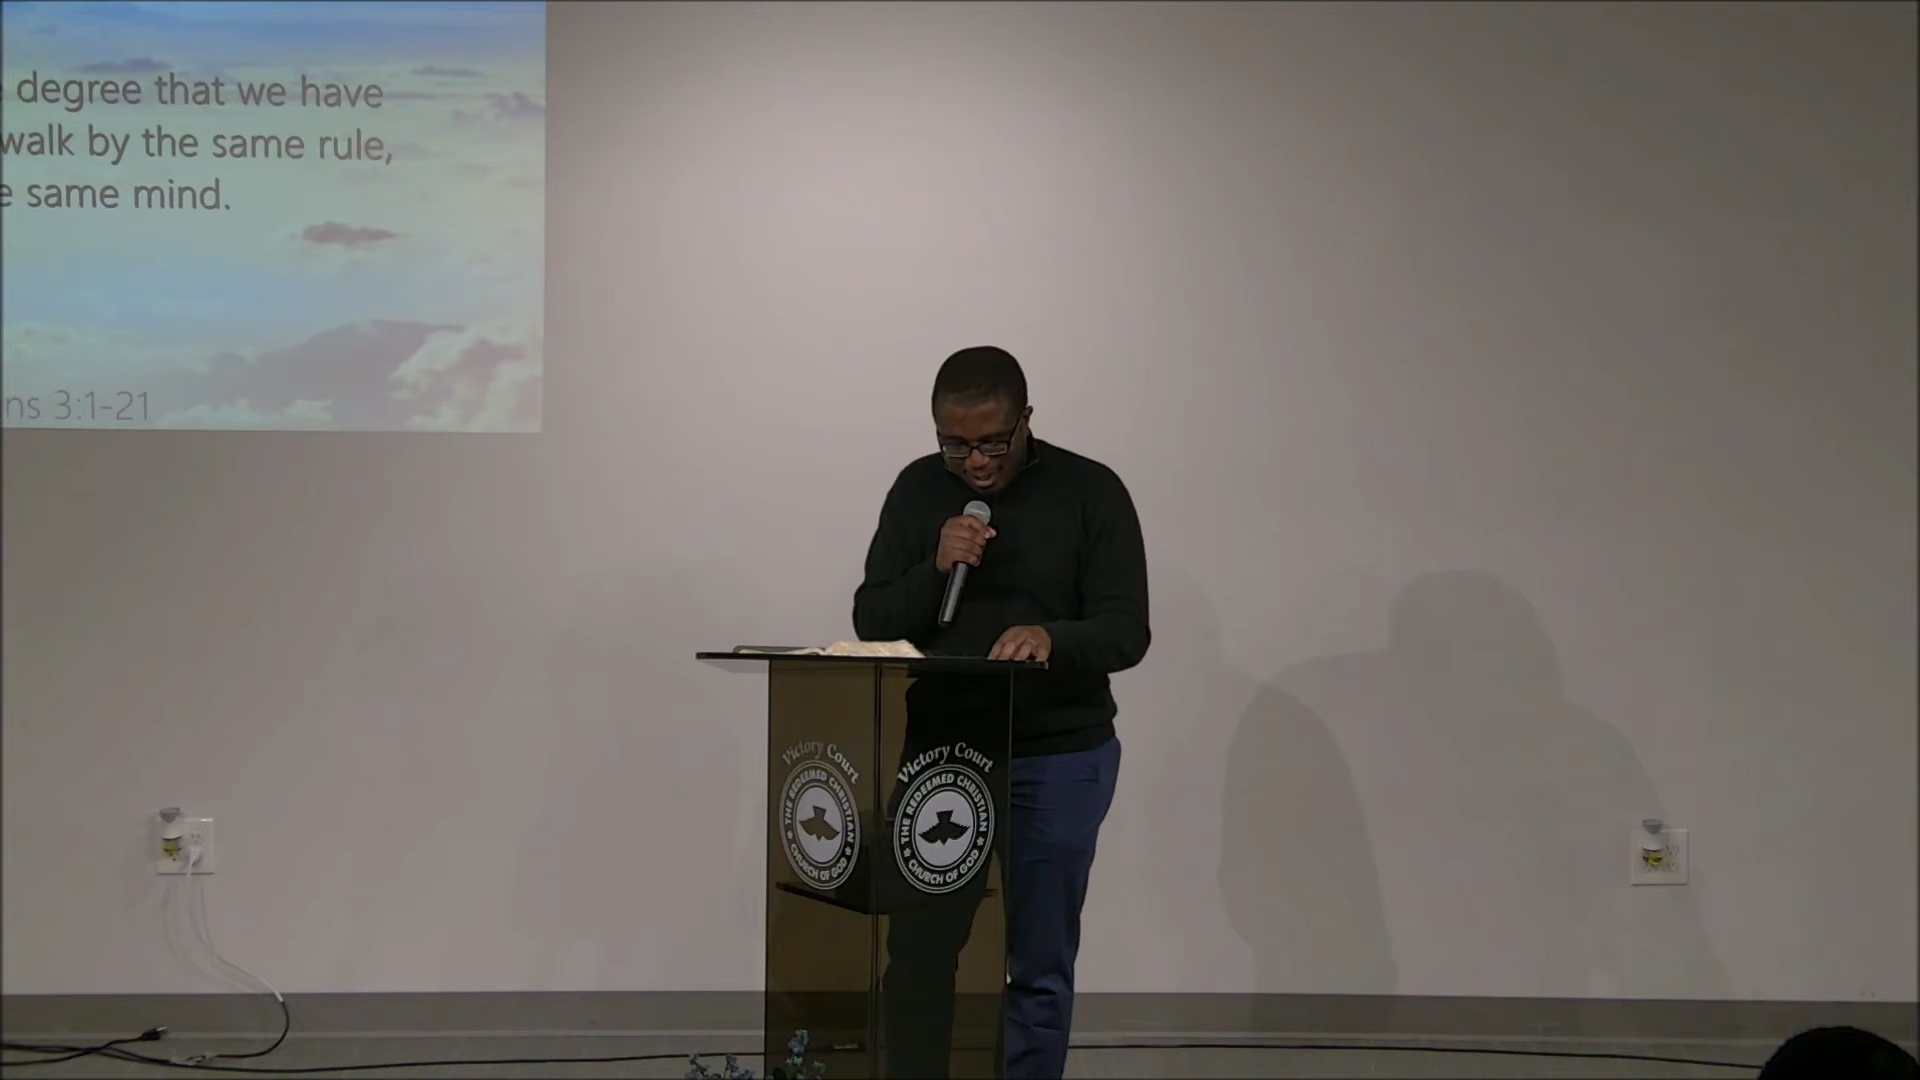 degree that we have
walk by the same rule,
same mind.
ns 3:1-21
Victory Court
THE REDEEMED CHRISTIAN
CHURCH OF GOD
Victory Court
THE REDEEMED CHRISTIAN
CHURCH OF GOD